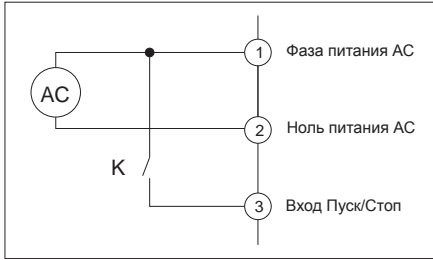 1 Фаза питания AC
AC
2 Ноль питания AC
K
3 Вход Пуск/Стоп